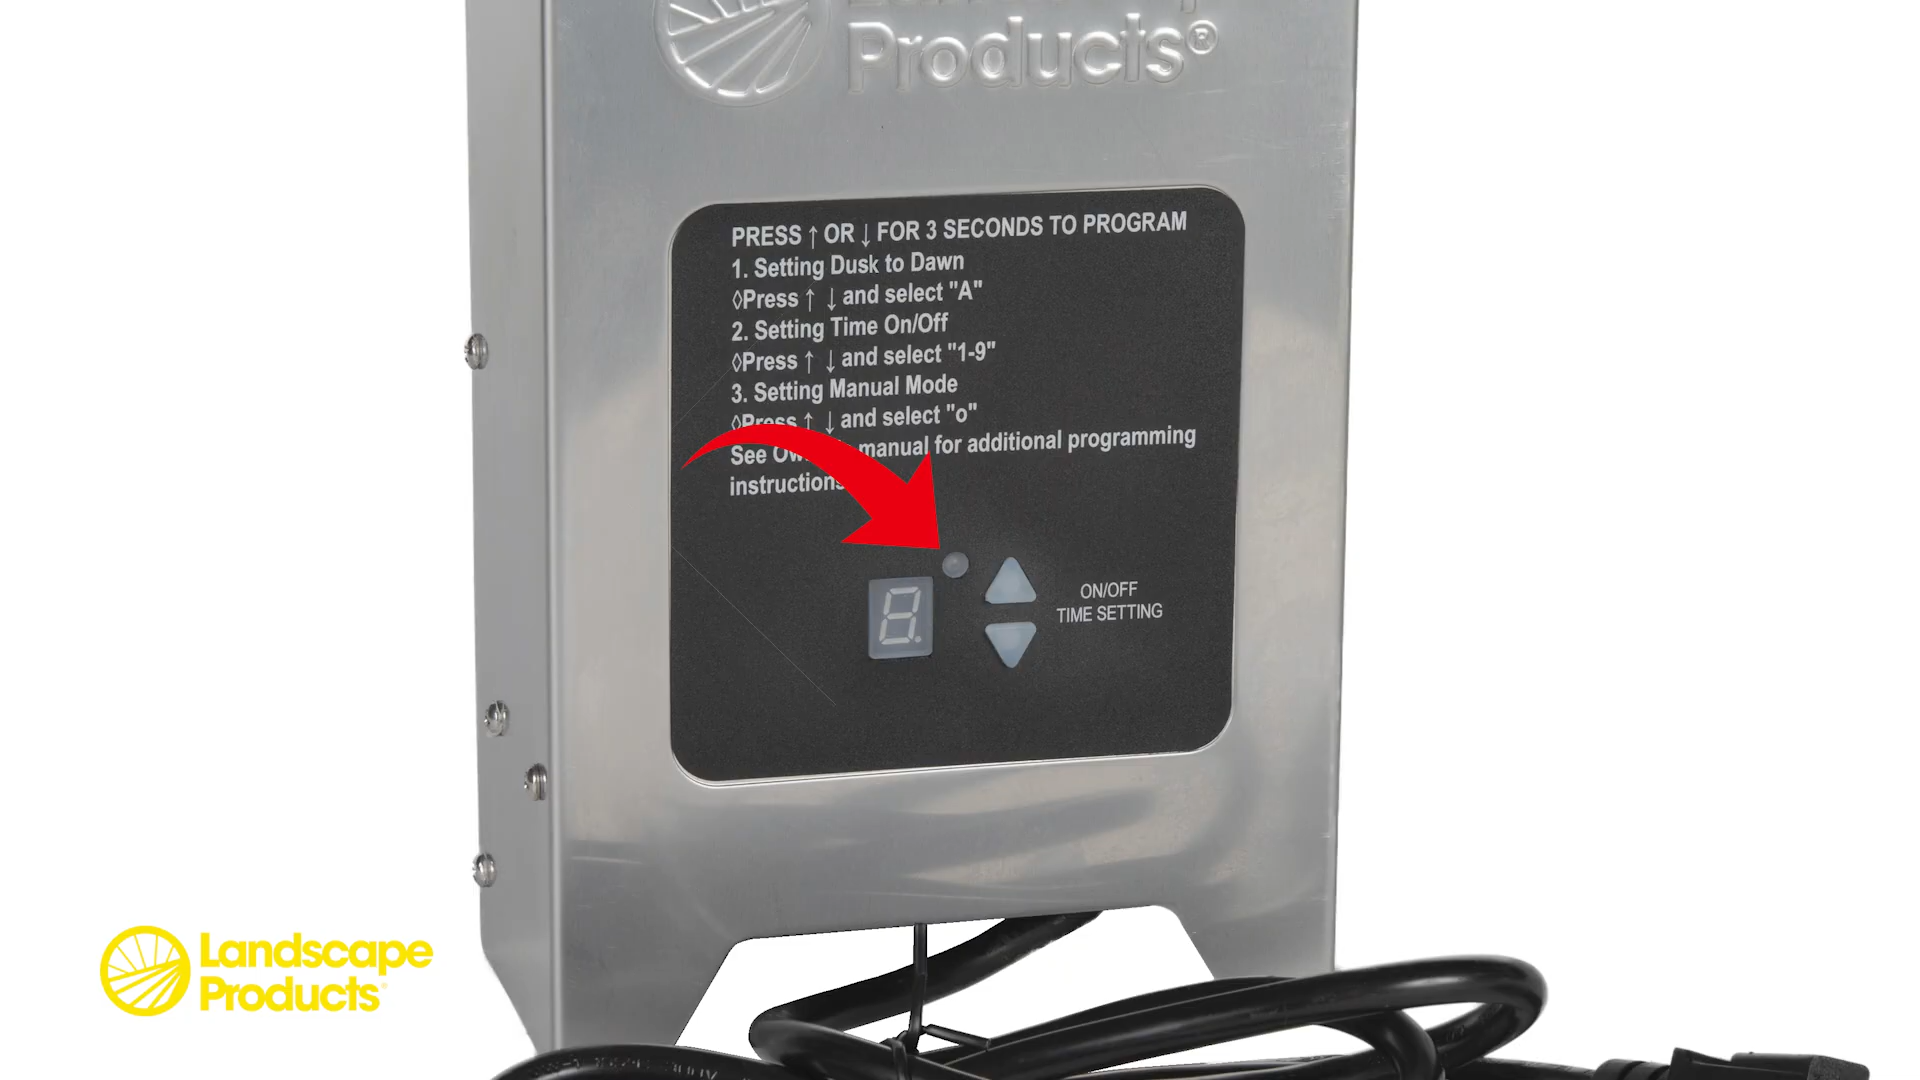 Products®
PRESS ↑ OR ↓ FOR 3 SECONDS TO PROGRAM
1. Setting Dusk to Dawn
◊Press ↑ ↓ and select "A"
2. Setting Time On/Off
◊Press ↑ ↓ and select "1-9"
3. Setting Manual Mode
◊Press ↑ ↓ and select "o"
See manual for additional programming
instructions
8.
ON/OFF
TIME SETTING
Landscape
Products®